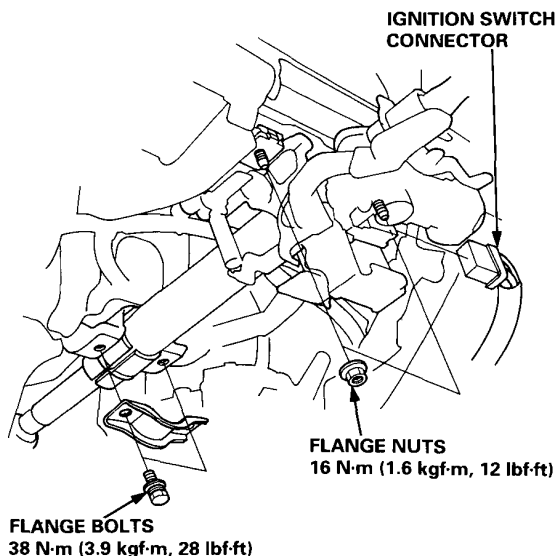 IGNITION SWITCH
CONNECTOR
FLANGE NUTS
16 N·m (1.6 kgf·m, 12 lbf·ft)
FLANGE BOLTS
38 N·m (3.9 kgf·m, 28 lbf·ft)